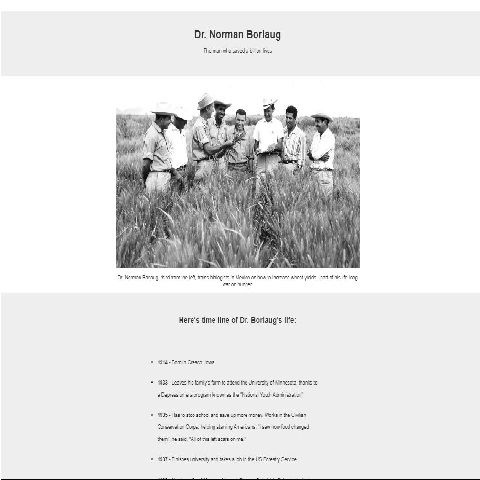 Dr. Norman Borlaug
The man who saved a billion lives
Dr. Norman Borlaug, third from the left, trains biologists in Mexico on how to increase wheat yields - part of his life-long
war on hunger.
Here's time line of Dr. Borlaug's life:
1914 - Born in Cresco, Iowa
1933 - Leaves his family's farm to attend the University of Minnesota, thanks to
a Depression era program known as the "National Youth Administration"
1935 - Has to stop school and save up more money. Works in the Civilian
Conservation Corps, helping starving Americans. "I saw how food changed
them", he said. "All of this left scars on me."
1937 - Finishes university and takes a job in the US Forestry Service